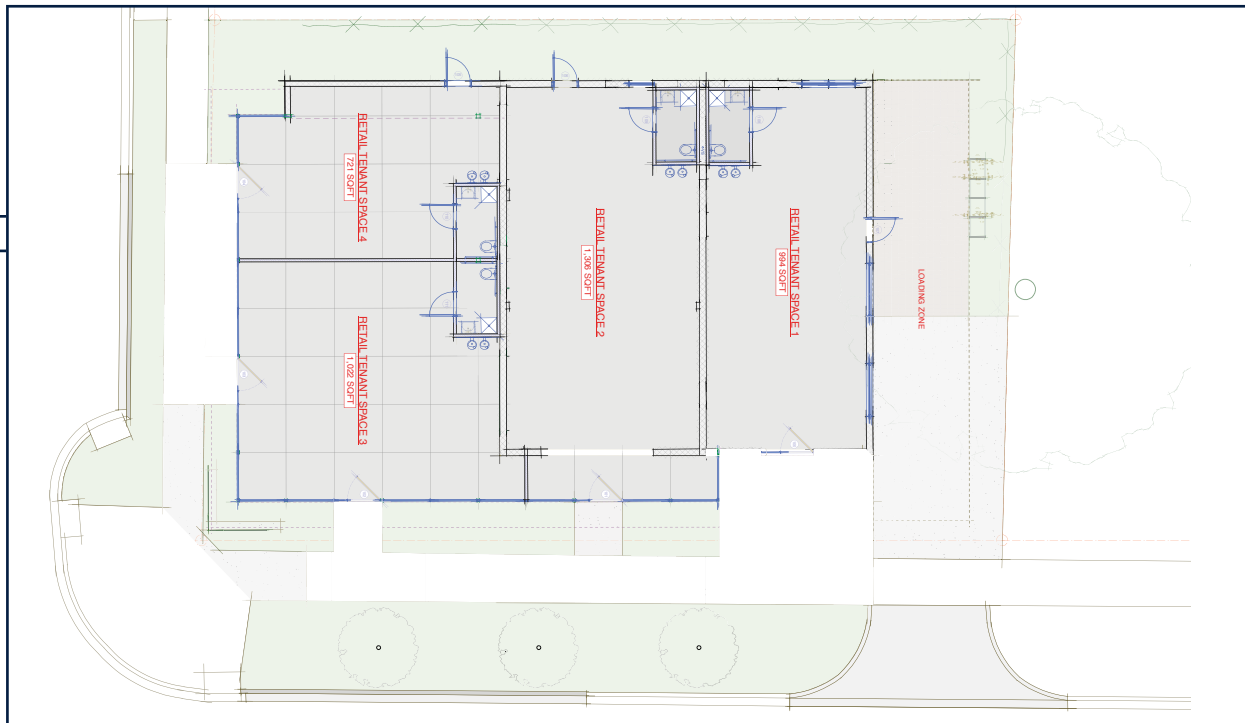 RETAIL TENANT SPACE 4
721 SQFT
RETAIL TENANT SPACE 3
1,022 SQFT
RETAIL TENANT SPACE 2
1,306 SQFT
RETAIL TENANT SPACE 1
994 SQFT
LOADING ZONE